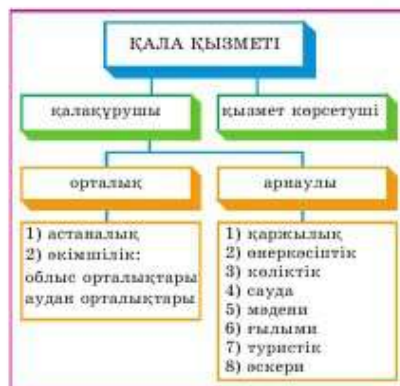 ҚАЛА ҚЫЗМЕТІ
қалақұрушы
қызмет көрсетуші
орталық
арнаулы
1) астаналық
2) әкімшілік:
облыс орталықтары
аудан орталықтары
1) қаржылық
2) өнеркәсіптік
3) көліктік
4) сауда
5) мәдени
6) ғылыми
7) туристік
8) әскери